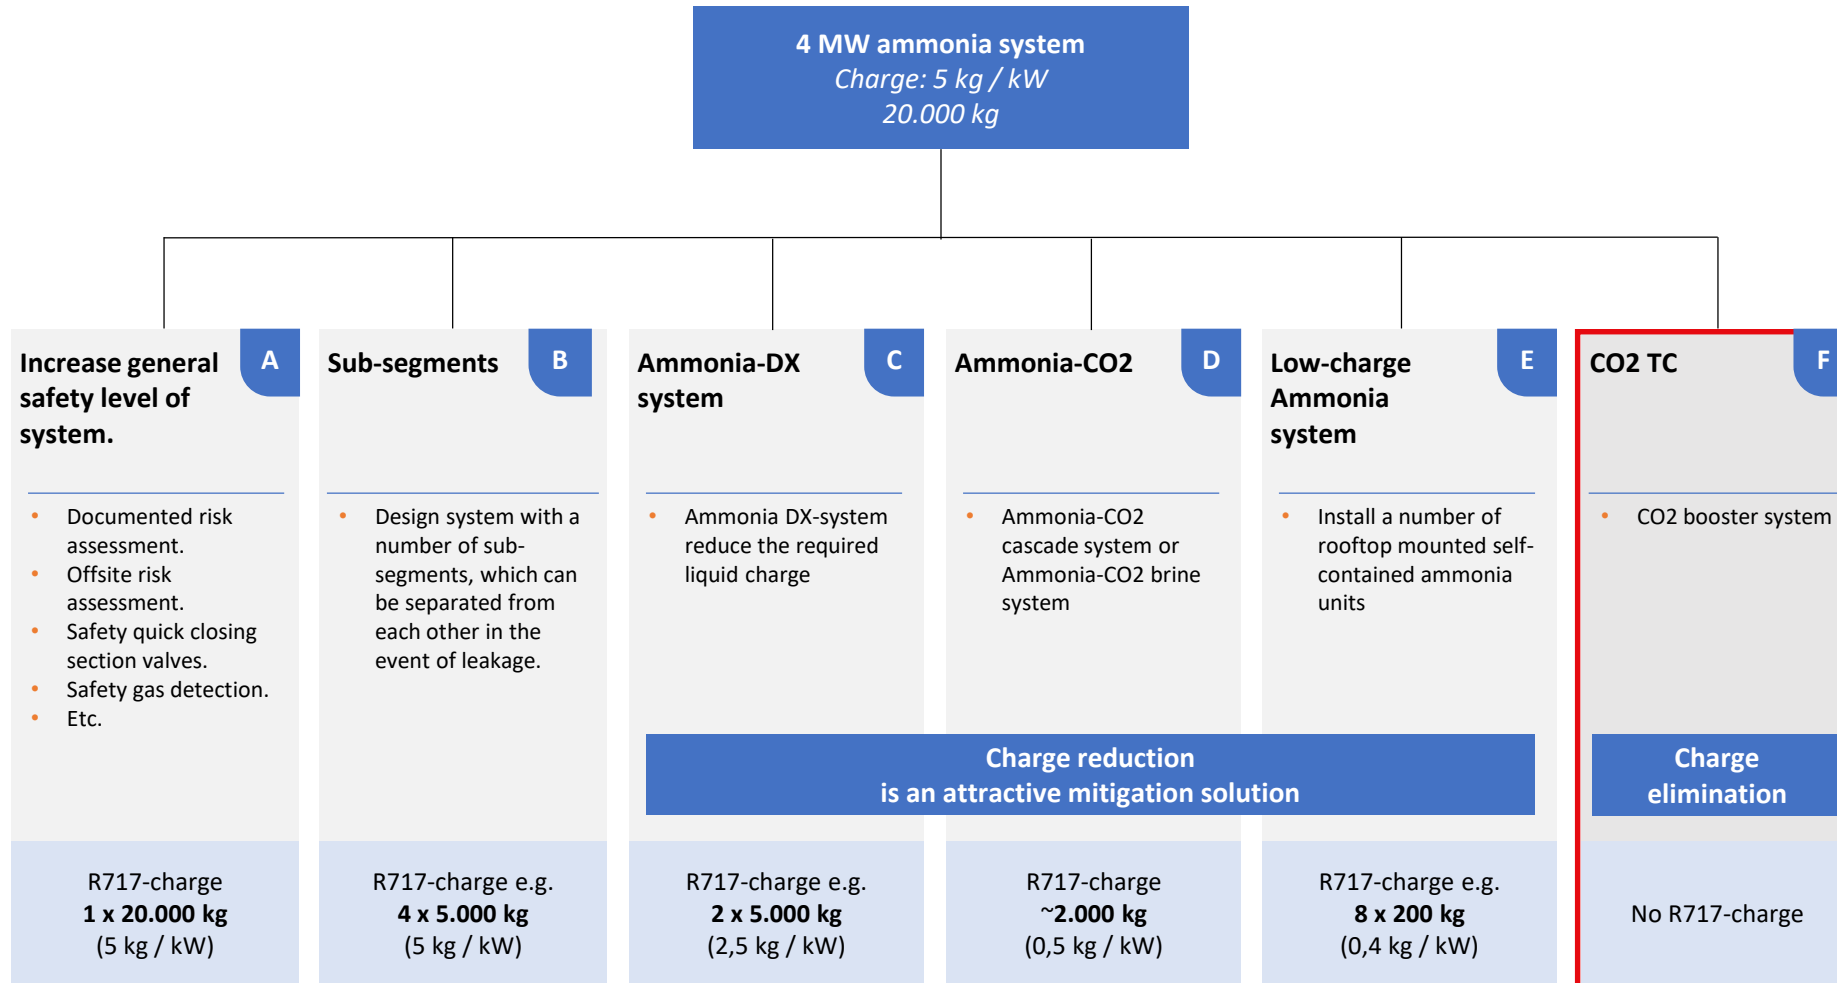 4 MW ammonia system
Charge: 5 kg / kW
20.000 kg
Increase general
safety level of
system.
A
Documented risk
assessment.
Offsite risk
assessment.
Safety quick closing
section valves.
Safety gas detection.
Etc.
R717-charge
1 x 20.000 kg
(5 kg / kW)
Sub-segments
B
Design system with a
number of sub-
segments, which can
be separated from
each other in the
event of leakage.
R717-charge e.g.
4 x 5.000 kg
(5 kg / kW)
Ammonia-DX
system
C
Ammonia DX-system
reduce the required
liquid charge
R717-charge e.g.
2 x 5.000 kg
(2,5 kg / kW)
Ammonia-CO2
D
Ammonia-CO2
cascade system or
Ammonia-CO2 brine
system
R717-charge
~2.000 kg
(0,5 kg / kW)
Low-charge
Ammonia
system
E
Install a number of
rooftop mounted self-
contained ammonia
units
R717-charge e.g.
8 x 200 kg
(0,4 kg / kW)
Charge reduction
is an attractive mitigation solution
CO2 TC
F
CO2 booster system
Charge
elimination
No R717-charge